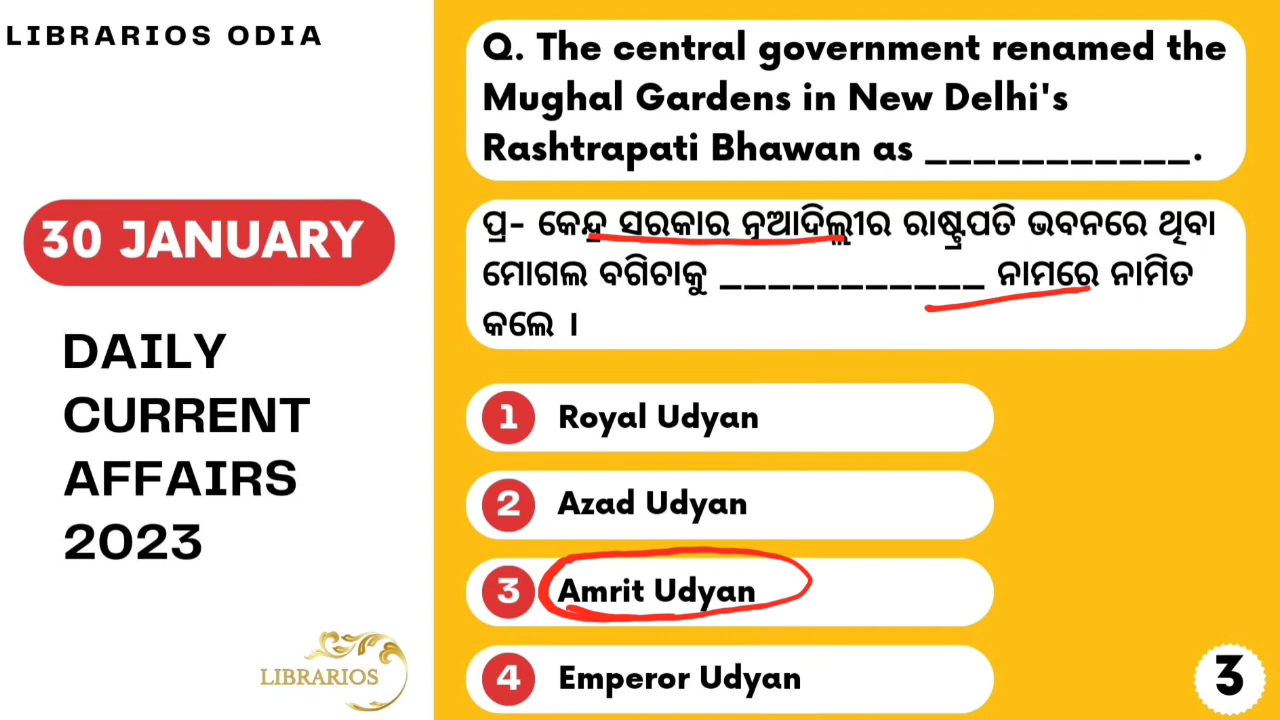 LIBRARIOS ODIA
30 JANUARY
DAILY
CURRENT
AFFAIRS
2023
LIBRARIOS
Q. The central government renamed the
Mughal Gardens in New Delhi's
Rashtrapati Bhawan as ___________.
ପ୍ର- କେନ୍ଦ୍ର ସରକାର ନୂଆଦିଲ୍ଲୀର ରାଷ୍ଟ୍ରପତି ଭବନରେ ଥିବା
ମୋଗଲ ବଗିଚାକୁ ___________ ନାମରେ ନାମିତ
କଲେ ।
1 Royal Udyan
2 Azad Udyan
3 Amrit Udyan
4 Emperor Udyan
3